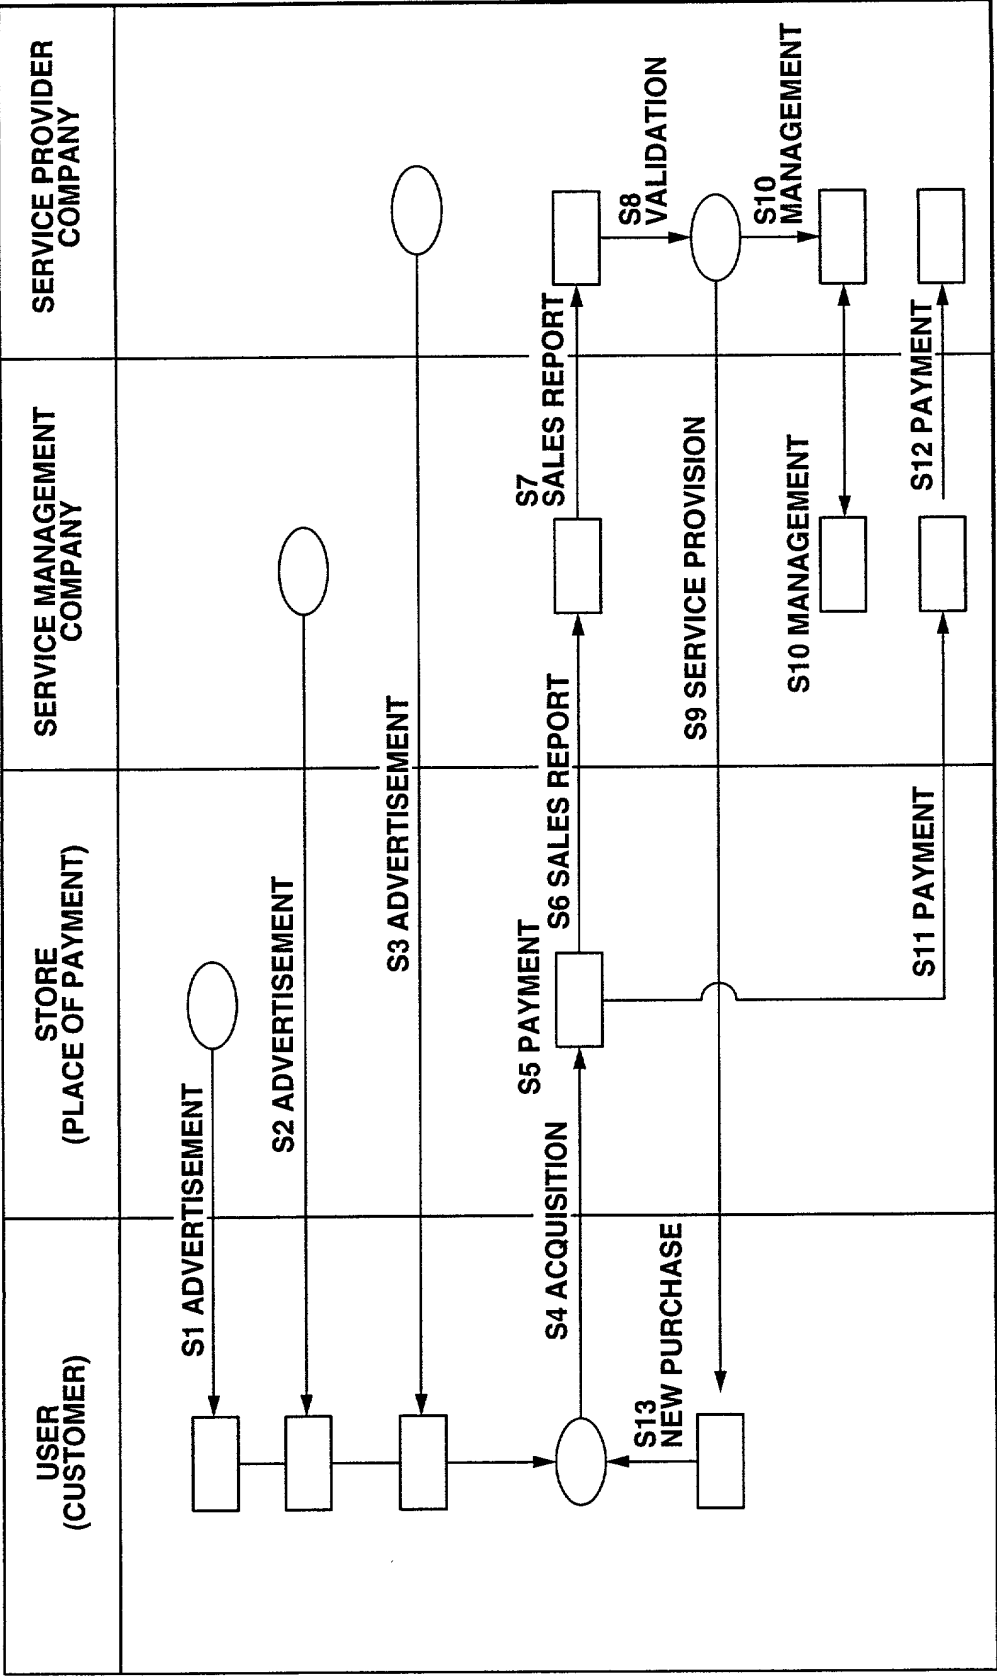 USER
(CUSTOMER)
STORE
(PLACE OF PAYMENT)
SERVICE MANAGEMENT
COMPANY
SERVICE PROVIDER
COMPANY
S1 ADVERTISEMENT
S2 ADVERTISEMENT
S3 ADVERTISEMENT
S4 ACQUISITION
S5 PAYMENT
S6 SALES REPORT
S7
SALES REPORT
S8
VALIDATION
S13
NEW PURCHASE
S9 SERVICE PROVISION
S10
MANAGEMENT
S10 MANAGEMENT
S11 PAYMENT
S12 PAYMENT